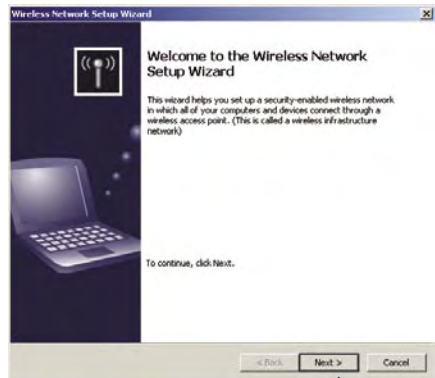 Wireless Network Setup Wizard
Welcome to the Wireless Network
Setup Wizard
This wizard helps you set up a security-enabled wireless network
in which all of your computers and devices connect through a
wireless access point. (This is called a wireless infrastructure
network)
To continue, click Next.
< Back
Next >
Cancel